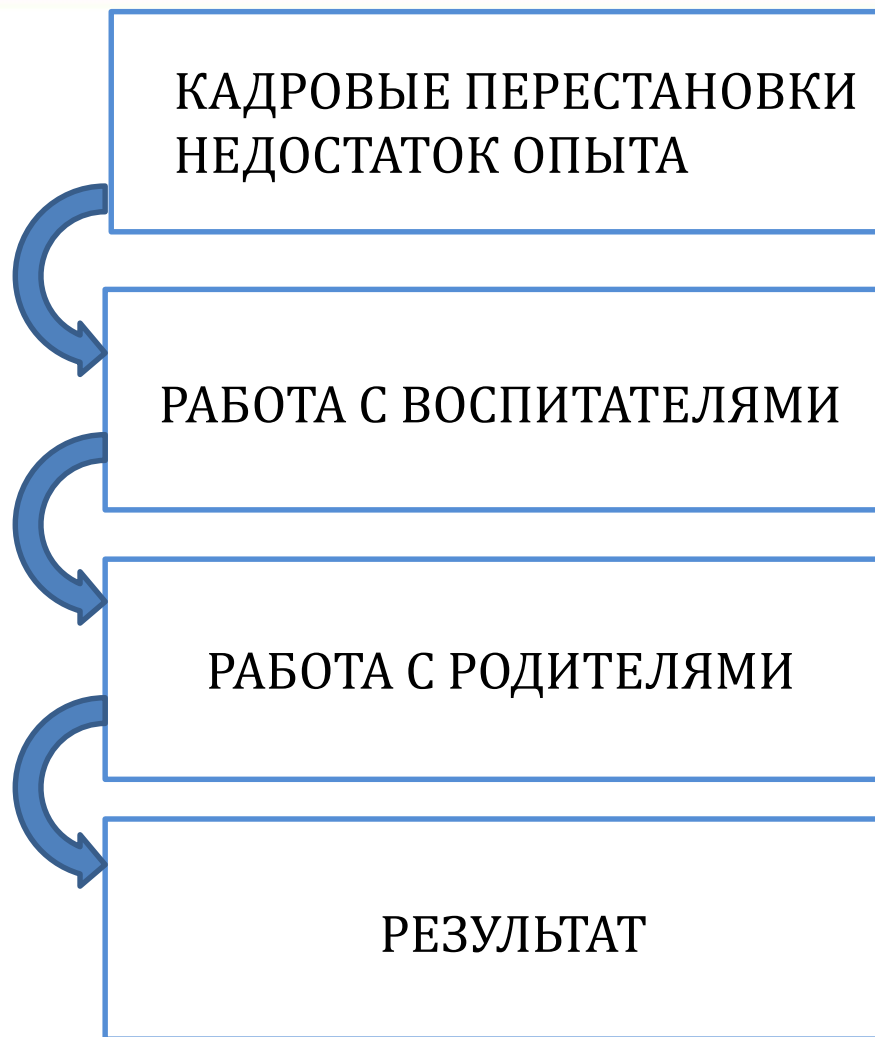 КАДРОВЫЕ ПЕРЕСТАНОВКИ
НЕДОСТАТОК ОПЫТА
РАБОТА С ВОСПИТАТЕЛЯМИ
РАБОТА С РОДИТЕЛЯМИ
РЕЗУЛЬТАТ